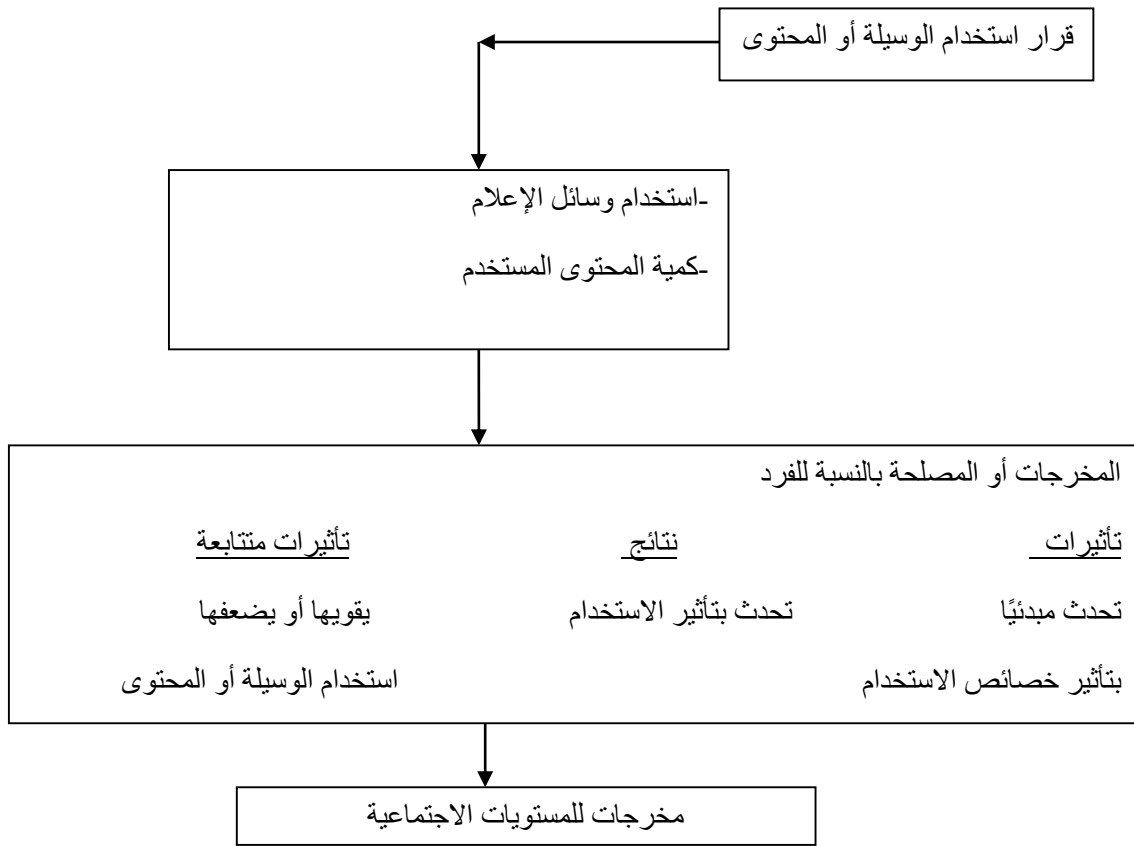 قرار استخدام الوسيلة أو المحتوى
-استخدام وسائل الإعلام
-كمية المحتوى المستخدم
المخرجات أو المصلحة بالنسبة للفرد
تأثيرات نتائج تأثيرات متتابعة
تحدث مبدئيًا تحدث بتأثير الاستخدام يقويها أو يضعفها
بتأثير خصائص الاستخدام استخدام الوسيلة أو المحتوى
مخرجات للمستويات الاجتماعية